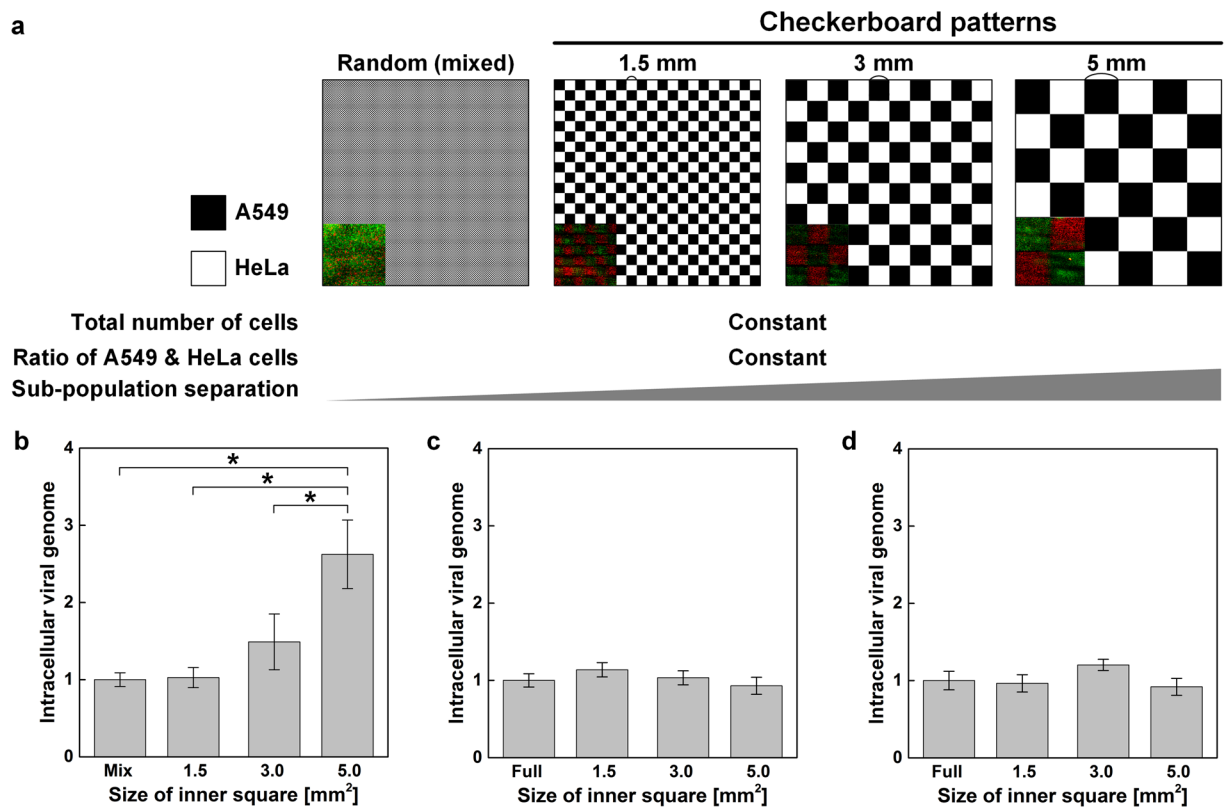 a
Checkerboard patterns
Random (mixed)
1.5 mm
3 mm
5 mm
A549
HeLa
Total number of cells
Constant
Ratio of A549 & HeLa cells
Constant
Sub-population separation
b
Intracellular viral genome
4
3
2
1
0
*
*
*
Mix 1.5 3.0 5.0
Size of inner square [mm²]
c
Intracellular viral genome
4
3
2
1
0
Full 1.5 3.0 5.0
Size of inner square [mm²]
d
Intracellular viral genome
4
3
2
1
0
Full 1.5 3.0 5.0
Size of inner square [mm²]